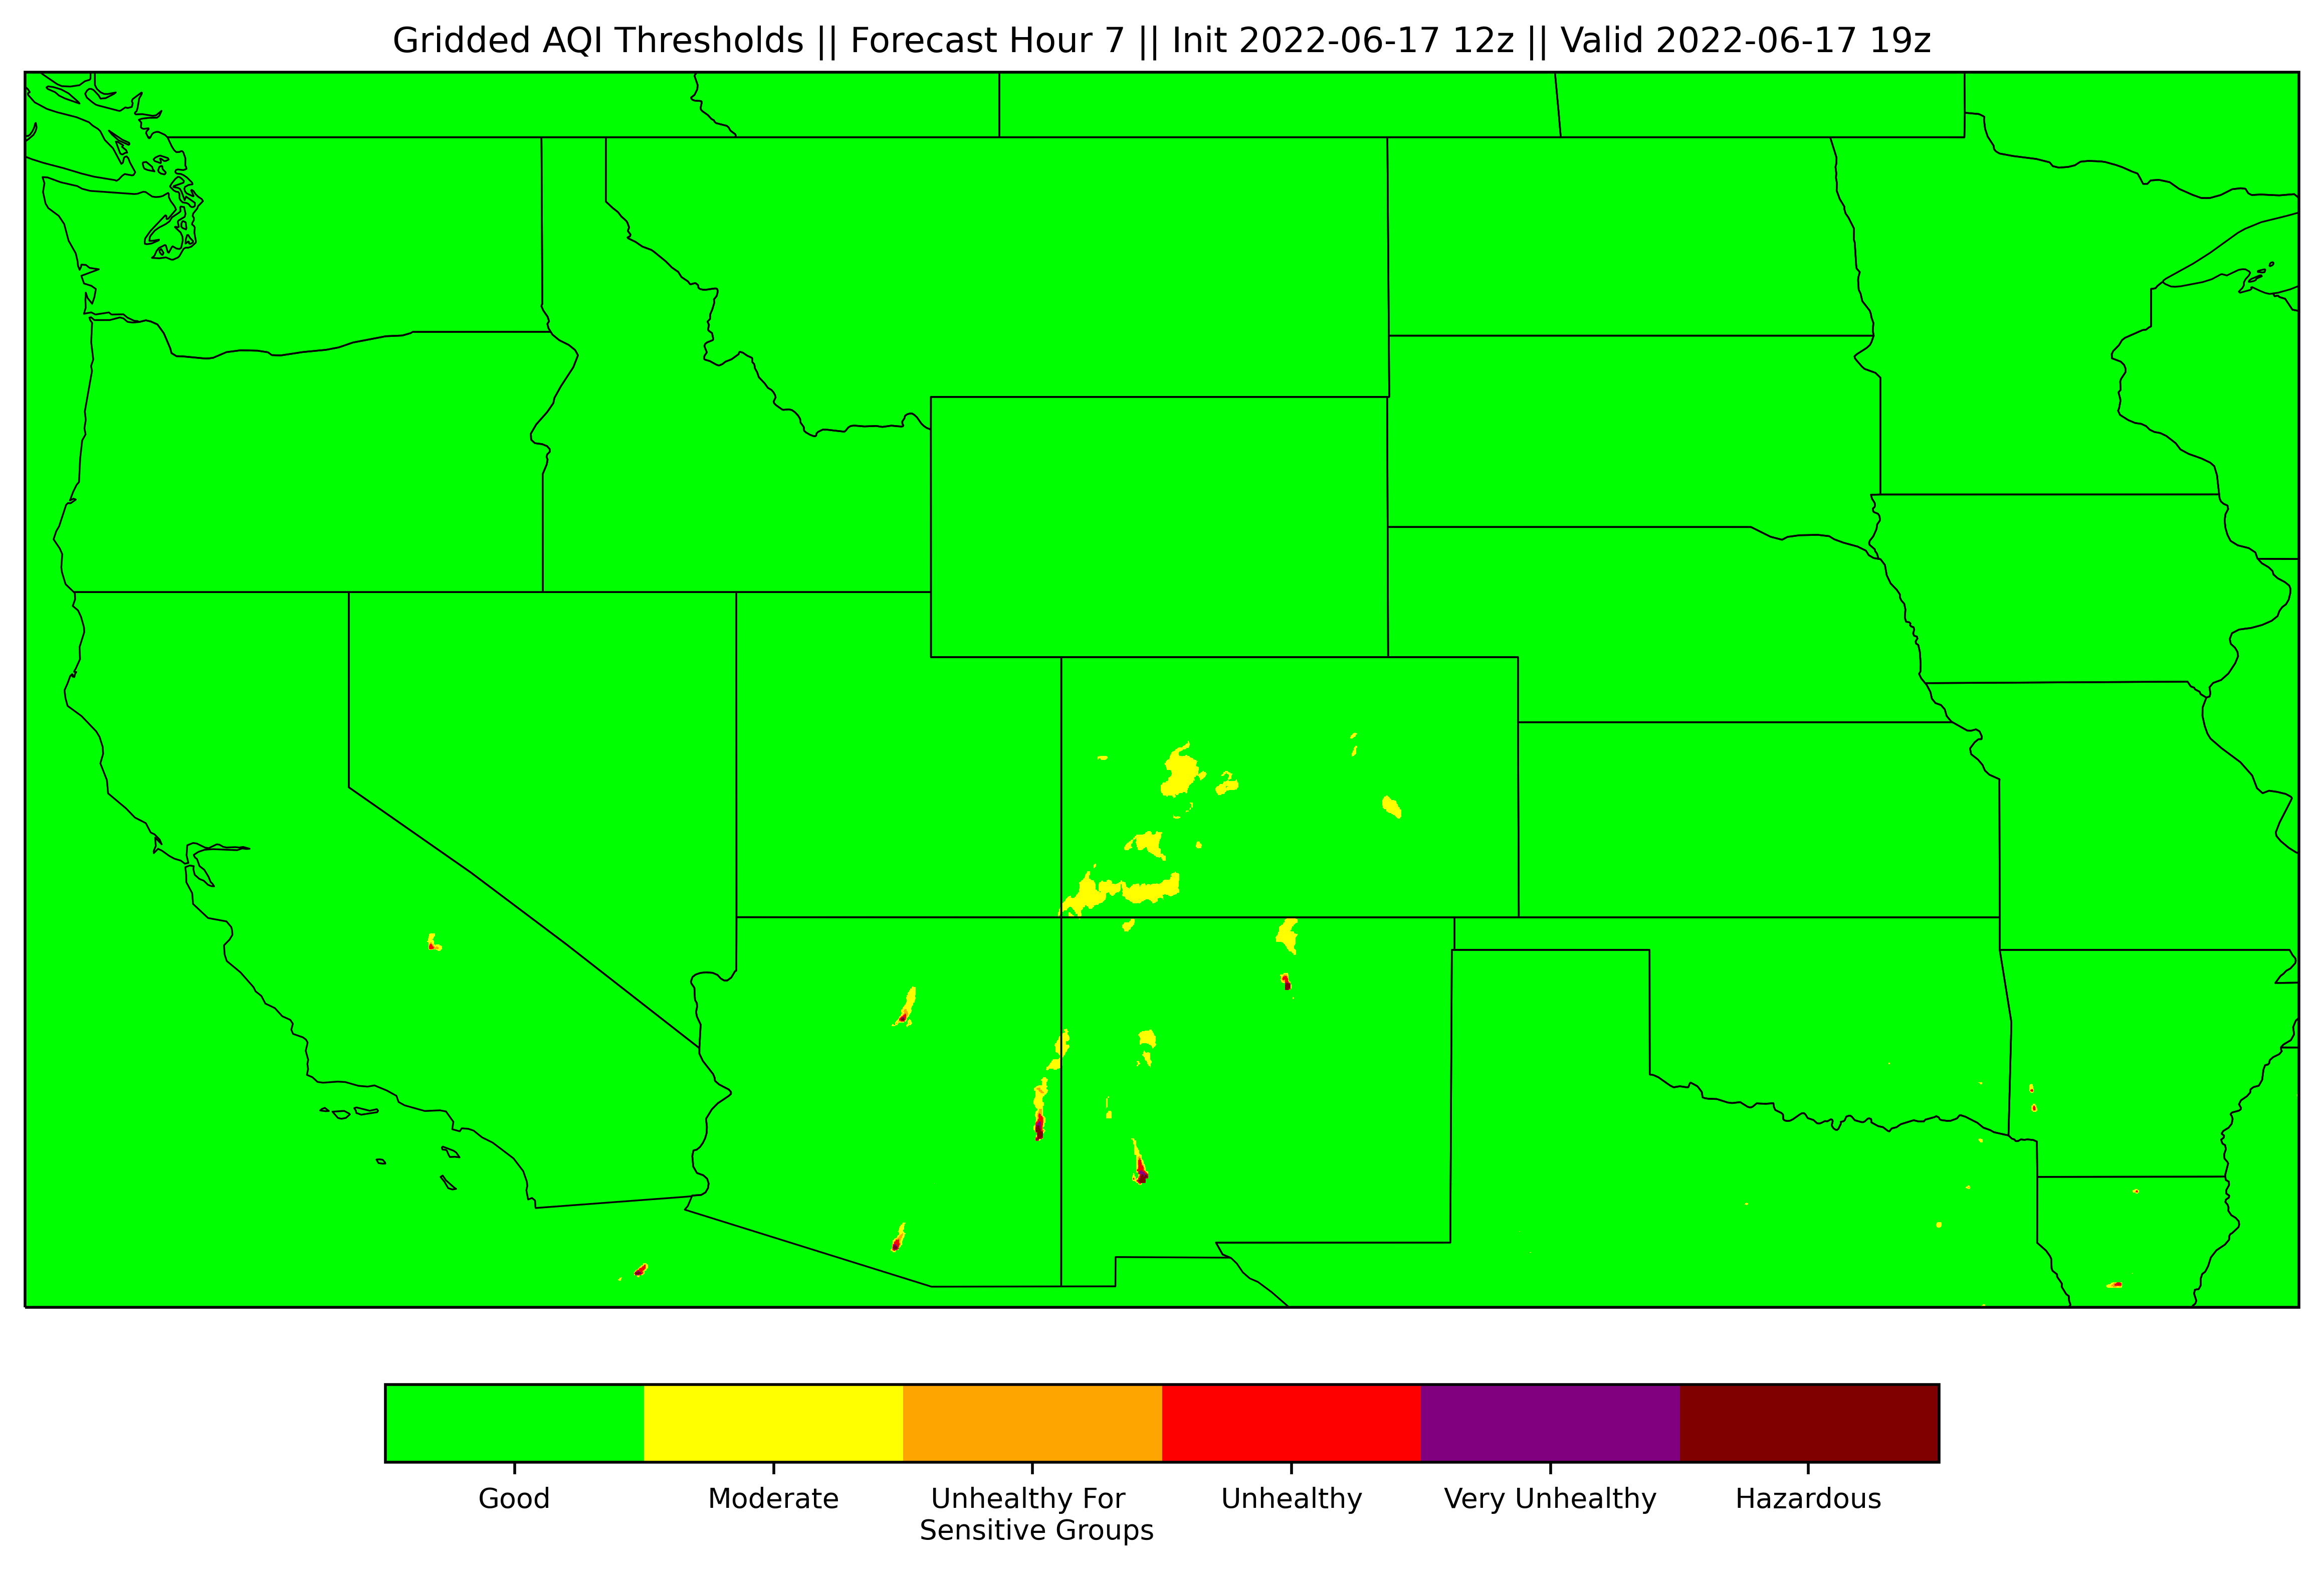 Gridded AQI Thresholds || Forecast Hour 7 || Init 2022-06-17 12z || Valid 2022-06-17 19z
Good Moderate Unhealthy For Unhealthy Very Unhealthy Hazardous
Sensitive Groups